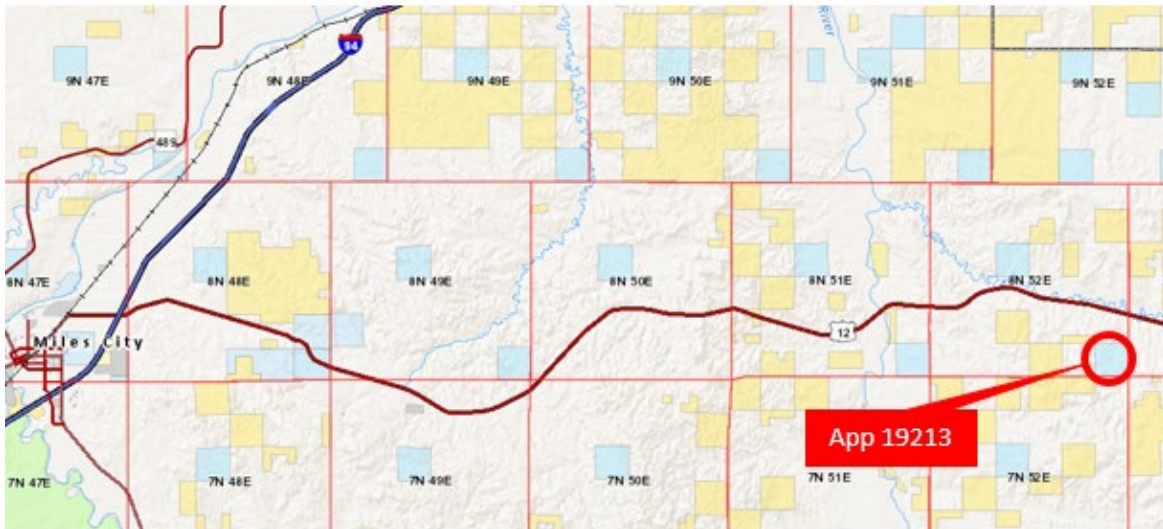 94
9N 47E
9N 48E
9N 49E
9N 50E
River
9N 51E
9N 52E
489
8N 47E
8N 48E
8N 49E
8N 50E
8N 51E
8N 52E
12
Miles City
App 19213
7N 47E
7N 48E
7N 49E
7N 50E
7N 51E
7N 52E